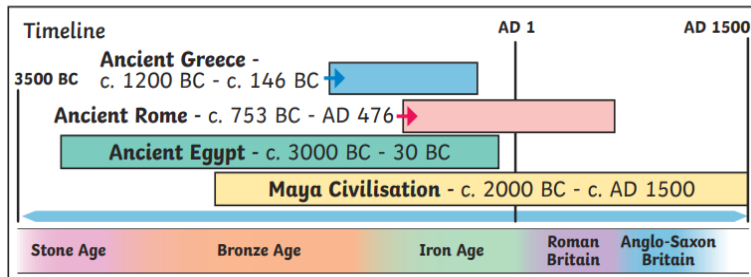 Timeline
AD 1
AD 1500
3500 BC
Ancient Greece -
c. 1200 BC - c. 146 BC
Ancient Rome - c. 753 BC - AD 476
Ancient Egypt - c. 3000 BC - 30 BC
Maya Civilisation - c. 2000 BC - c. AD 1500
Stone Age
Bronze Age
Iron Age
Roman
Britain
Anglo-Saxon
Britain